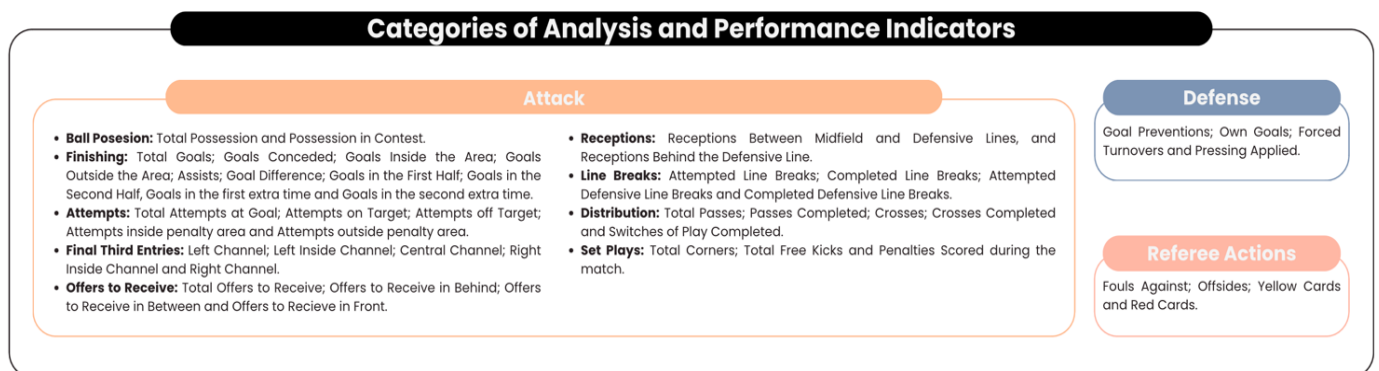 Categories of Analysis and Performance Indicators
Attack
• Ball Posesion: Total Possession and Possession in Contest.
• Finishing: Total Goals; Goals Conceded; Goals Inside the Area; Goals
Outside the Area; Assists; Goal Difference; Goals in the First Half; Goals in the
Second Half, Goals in the first extra time and Goals in the second extra time.
• Attempts: Total Attempts at Goal; Attempts on Target; Attempts off Target;
Attempts inside penalty area and Attempts outside penalty area.
• Final Third Entries: Left Channel; Left Inside Channel; Central Channel; Right
Inside Channel and Right Channel.
• Offers to Receive: Total Offers to Receive; Offers to Receive in Behind; Offers
to Receive in Between and Offers to Recieve in Front.
• Receptions: Receptions Between Midfield and Defensive Lines, and
Receptions Behind the Defensive Line.
• Line Breaks: Attempted Line Breaks; Completed Line Breaks; Attempted
Defensive Line Breaks and Completed Defensive Line Breaks.
• Distribution: Total Passes; Passes Completed; Crosses; Crosses Completed
and Switches of Play Completed.
• Set Plays: Total Corners; Total Free Kicks and Penalties Scored during the
match.
Defense
Goal Preventions; Own Goals; Forced
Turnovers and Pressing Applied.
Referee Actions
Fouls Against; Offsides; Yellow Cards
and Red Cards.